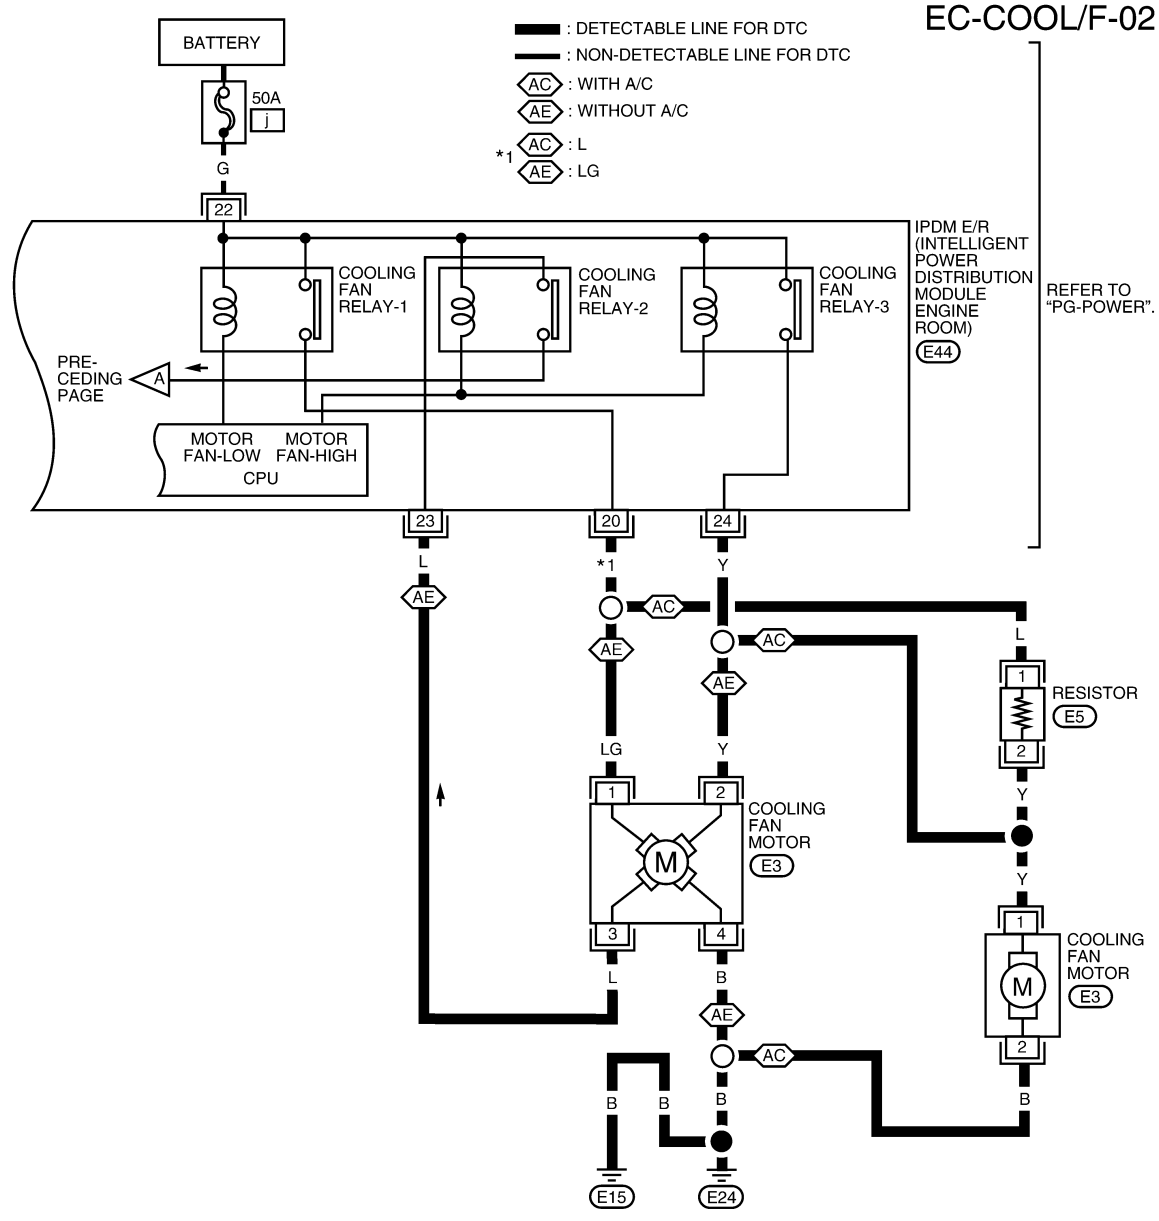 EC-COOL/F-02
BATTERY
50A
j
G
22
: DETECTABLE LINE FOR DTC
: NON-DETECTABLE LINE FOR DTC
AC : WITH A/C
AE : WITHOUT A/C
*1
AC : L
AE : LG
IPDM E/R
(INTELLIGENT
POWER
DISTRIBUTION
MODULE
ENGINE
ROOM)
E44
REFER TO
“PG-POWER”.
COOLING
FAN
RELAY-1
COOLING
FAN
RELAY-2
COOLING
FAN
RELAY-3
PRE-
CEDING
PAGE
A
MOTOR
FAN-LOW
MOTOR
FAN-HIGH
CPU
23
20
24
L
*1
Y
AE
AC
AC
AE
AE
L
1
RESISTOR
E5
2
LG
Y
Y
1
2
COOLING
FAN
MOTOR
E3
M
3
4
Y
1
COOLING
FAN
MOTOR
E3
M
2
L
B
AE
AC
B
B
B
B
E15
E24